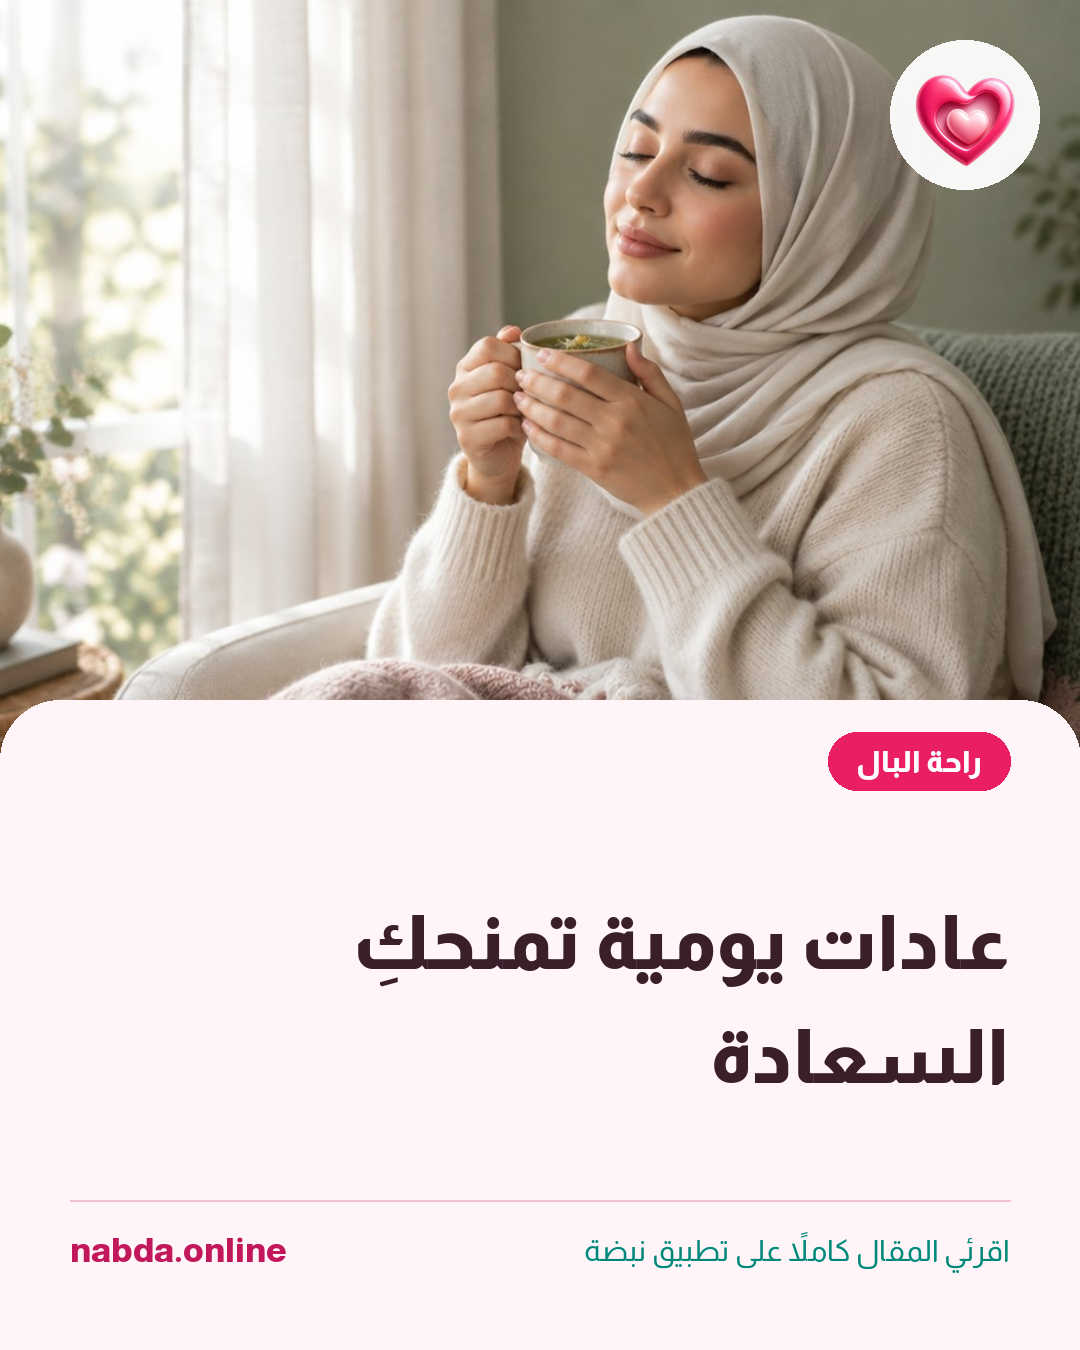 راحة البال
عادات يومية تمنحكِ
السعادة
اقرئي المقال كاملًا على تطبيق نبضة
nabda.online